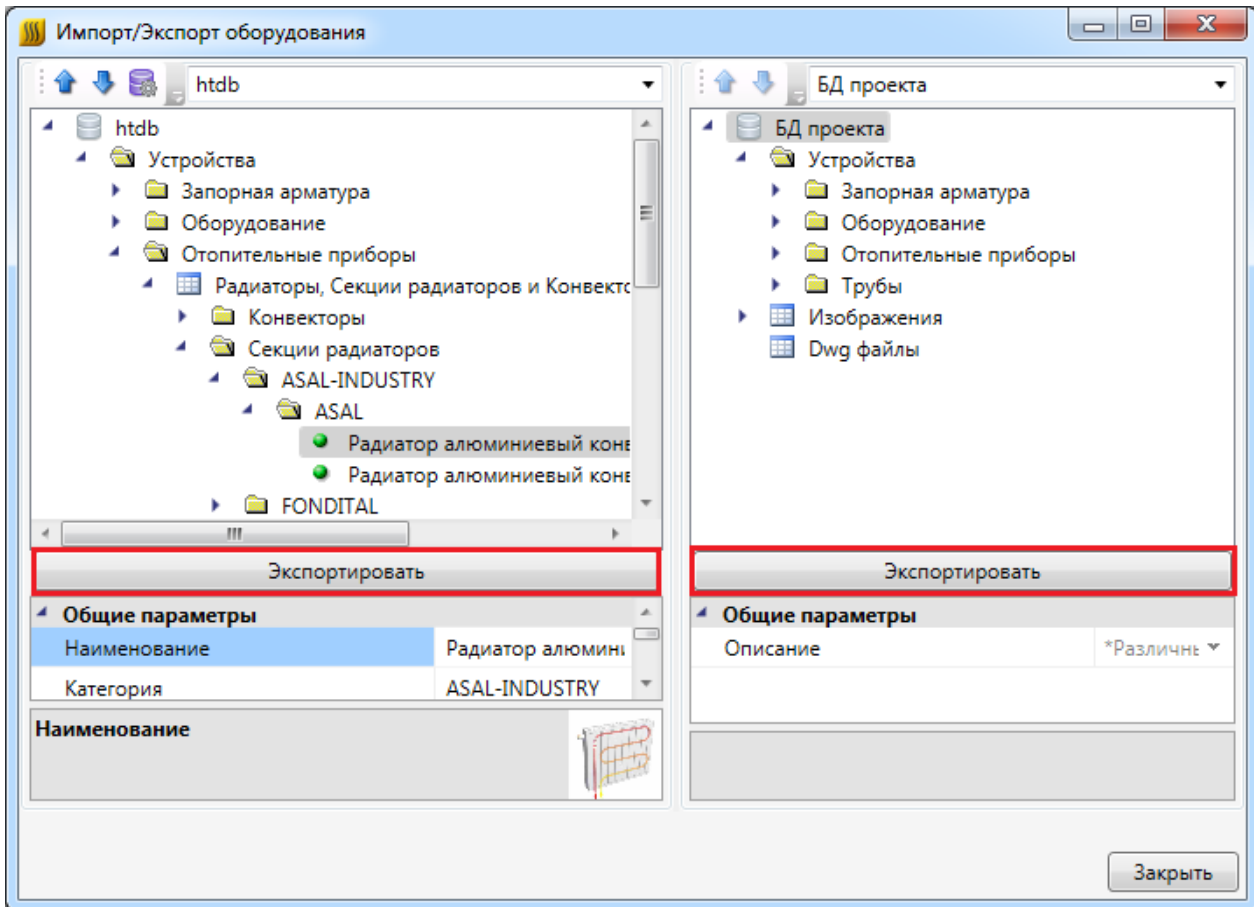 Импорт/Экспорт оборудования
htdb
htdb
Устройства
Запорная арматура
Оборудование
Отопительные приборы
Радиаторы, Секции радиаторов и Конвекто
Конвекторы
Секции радиаторов
ASAL-INDUSTRY
ASAL
Радиатор алюминиевый конв
Радиатор алюминиевый конв
FONDITAL
Экспортировать
Общие параметры
Наименование Радиатор алюмини
Категория ASAL-INDUSTRY
Наименование
БД проекта
БД проекта
Устройства
Запорная арматура
Оборудование
Отопительные приборы
Трубы
Изображения
Dwg файлы
Экспортировать
Общие параметры
Описание *Различны
Закрыть